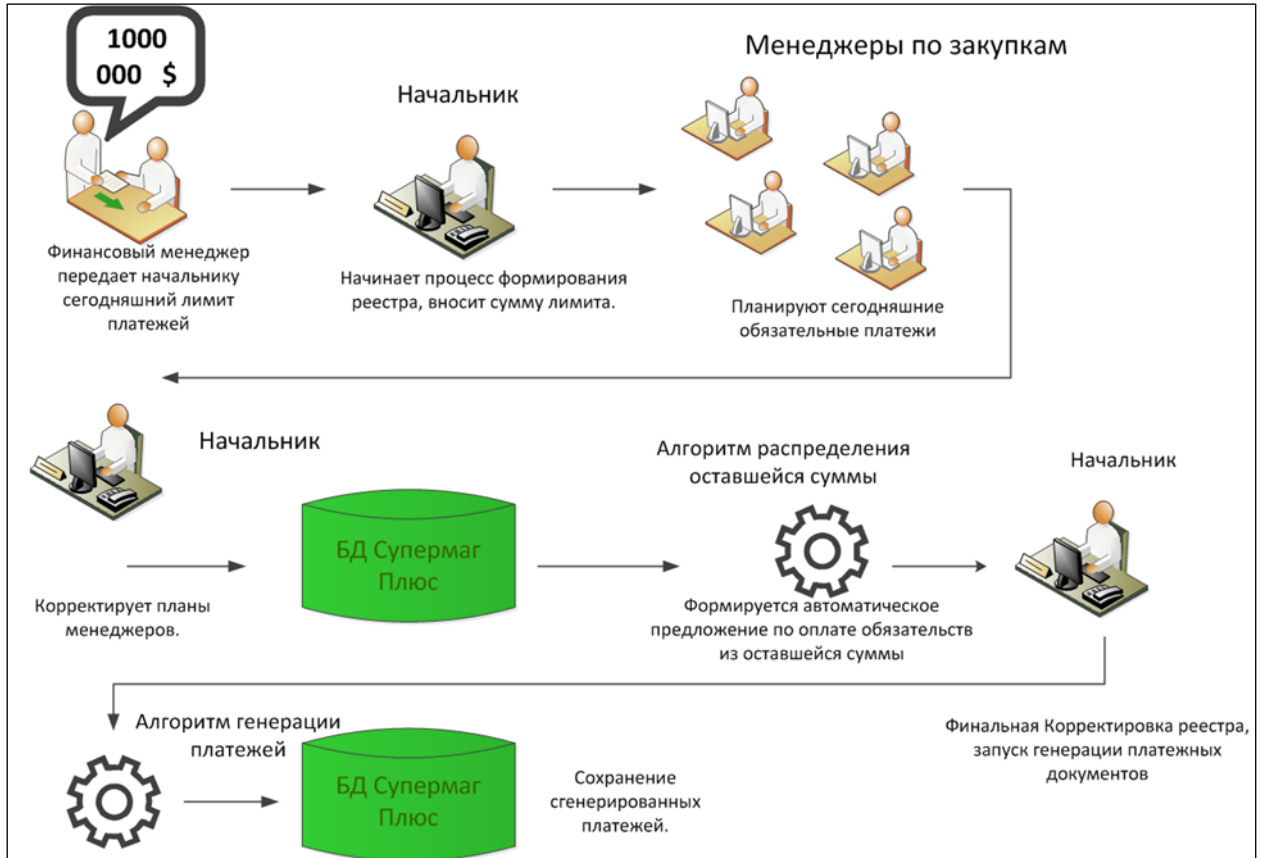 1000
000 $
Финансовый менеджер
передает начальнику
сегодняшний лимит
платежей
Начальник
Начинает процесс формирования
реестра, вносит сумму лимита.
Менеджеры по закупкам
Планируют сегодняшние
обязательные платежи
Начальник
Корректирует планы
менеджеров.
БД Супермаг
Плюс
Алгоритм распределения
оставшейся суммы
Формируется автоматическое
предложение по оплате обязательств
из оставшейся суммы
Начальник
Финальная Корректировка реестра,
запуск генерации платежных
документов
Алгоритм генерации
платежей
БД Супермаг
Плюс
Сохранение
сгенерированных
платежей.